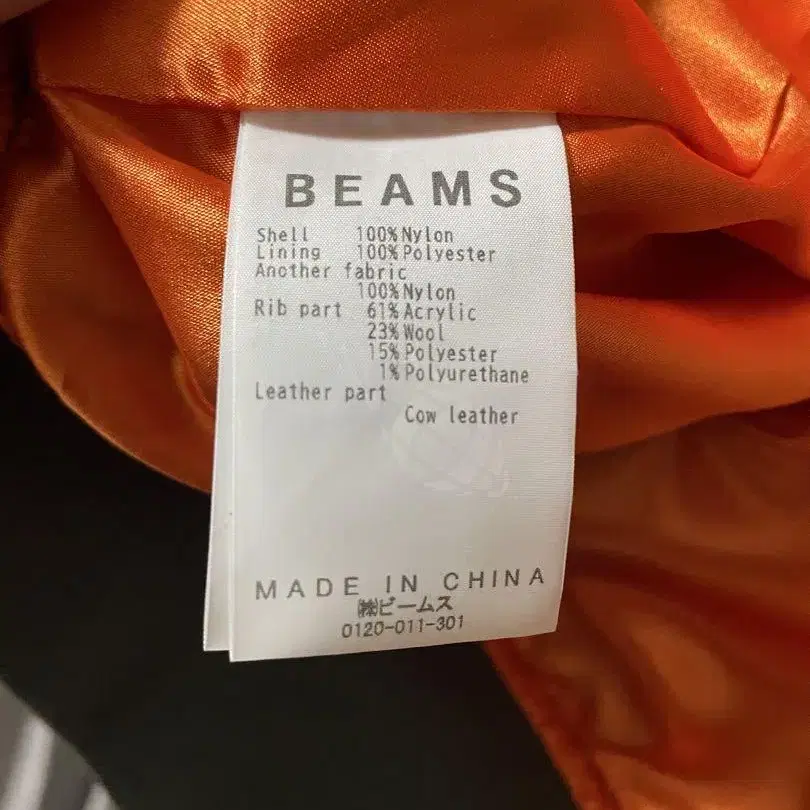 BEAMS
Shell 100%Nylon
Lining 100%Polyester
Another fabric
100%Nylon
Rib part 61%Acrylic
23%Wool
15%Polyester
1%Polyurethane
Leather part
Cow leather
MADE IN CHINA
㈱ビームス
0120-011-301